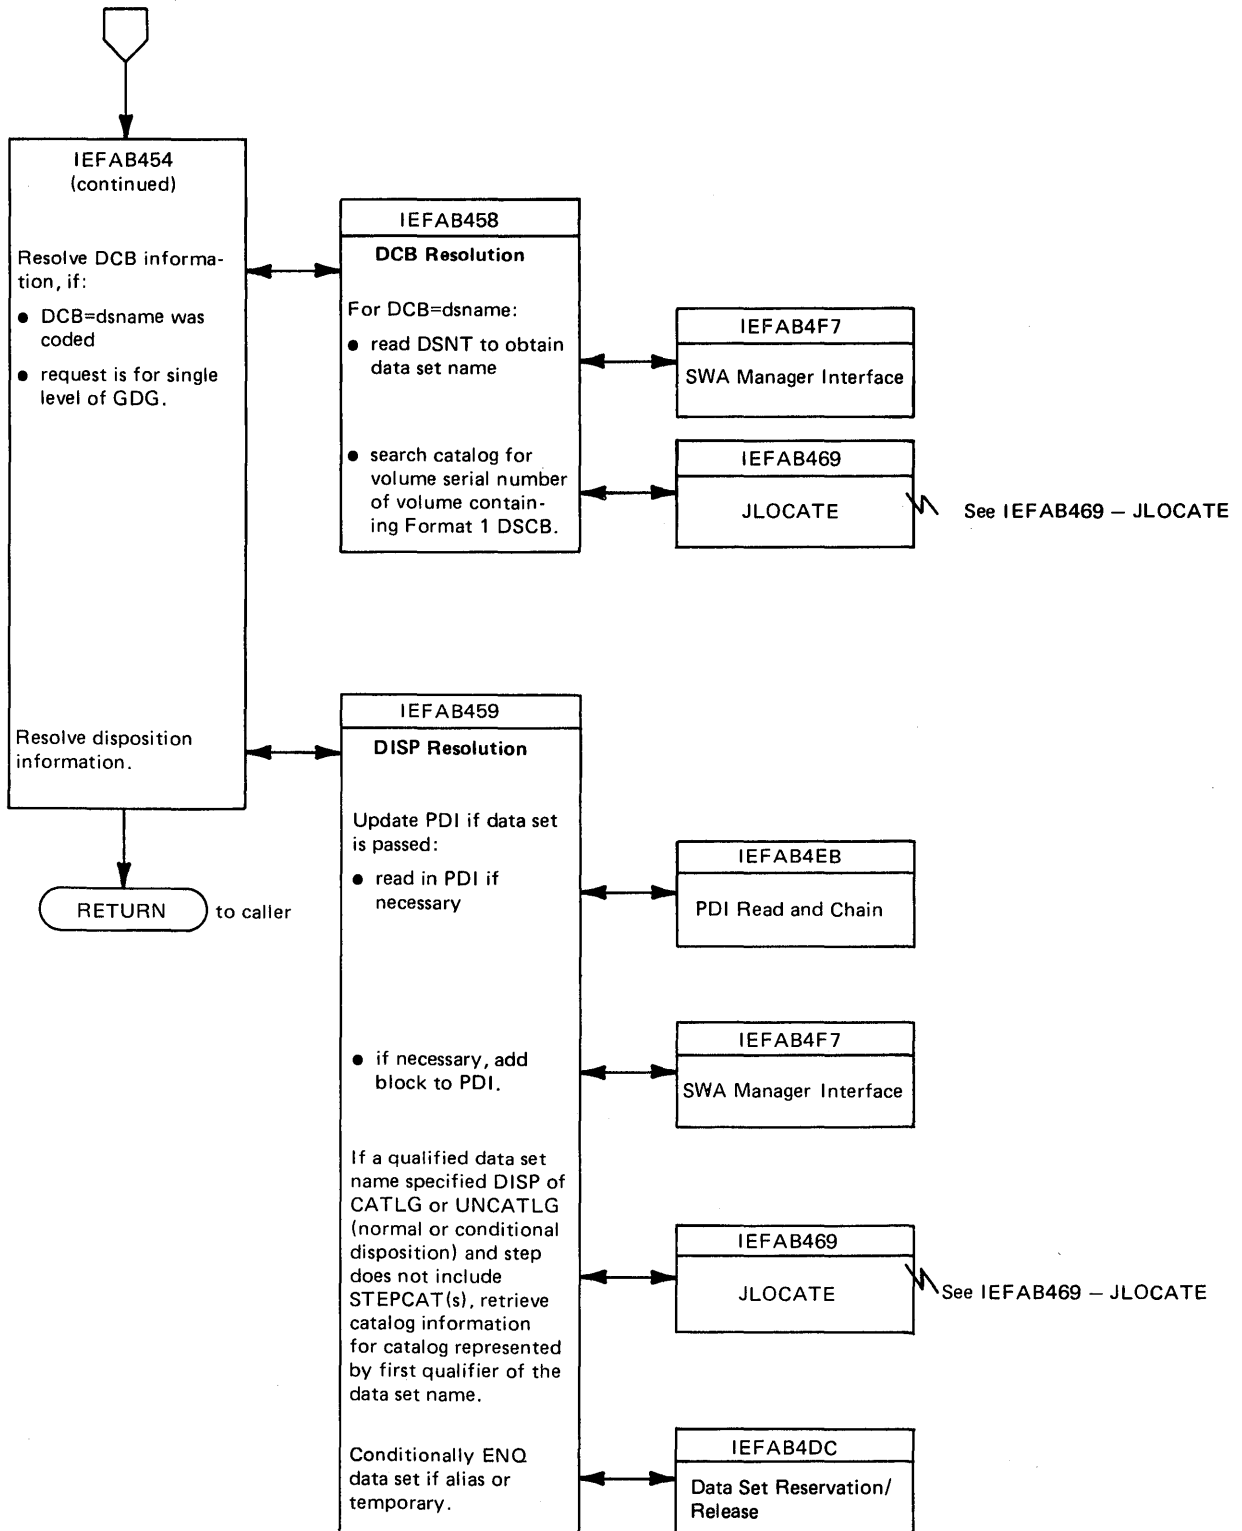 IEFAB454
(continued)
Resolve DCB informa-
tion, if:
● DCB=dsname was
coded
● request is for single
level of GDG.
Resolve disposition
information.
RETURN to caller
IEFAB458
DCB Resolution
For DCB=dsname:
● read DSNT to obtain
data set name
● search catalog for
volume serial number
of volume contain-
ing Format 1 DSCB.
IEFAB4F7
SWA Manager Interface
IEFAB469
JLOCATE
See IEFAB469 – JLOCATE
IEFAB459
DISP Resolution
Update PDI if data set
is passed:
● read in PDI if
necessary
● if necessary, add
block to PDI.
If a qualified data set
name specified DISP of
CATLG or UNCATLG
(normal or conditional
disposition) and step
does not include
STEPCAT(s), retrieve
catalog information
for catalog represented
by first qualifier of the
data set name.
Conditionally ENQ
data set if alias or
temporary.
IEFAB4EB
PDI Read and Chain
IEFAB4F7
SWA Manager Interface
IEFAB469
JLOCATE
See IEFAB469 – JLOCATE
IEFAB4DC
Data Set Reservation/
Release